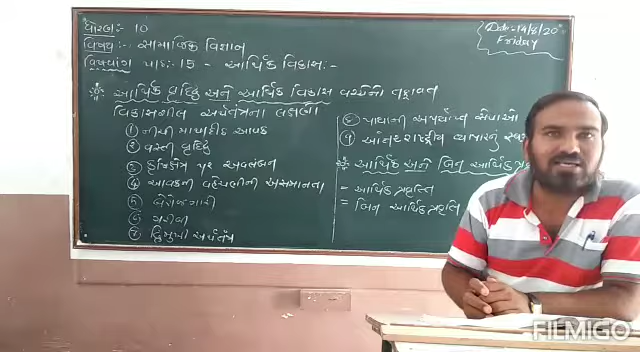 ધોરણ:- 10
Date:- 14/8/20
Friday
વિષય:- સામાજિક વિજ્ઞાન
વિષયાંગ પાઠ: 15 - આર્થિક વિકાસ:-
આર્થિક વૃદ્ધિ અને આર્થિક વિકાસ વચ્ચેનો તફાવત
વિકાસશીલ અર્થતંત્રના લક્ષણો
① નીચી માથાદીઠ આવક
② વસ્તી વૃદ્ધિ
③ કૃષિક્ષેત્ર પર અવલંબન
④ આવકની વહેંચણીની અસમાનતા
⑤ બેરોજગારી
⑥ ગરીબી
⑦ દ્વિમુખી અર્થતંત્ર
⑧ પાયાની અપર્યાપ્ત સેવાઓ
⑨ આંતરરાષ્ટ્રીય વ્યાપારનું
આર્થિક અને બિન આર્થિક
- આર્થિક પ્રવૃત્તિ
= બિન આર્થિક પ્રવૃત્તિ
FILMIGO